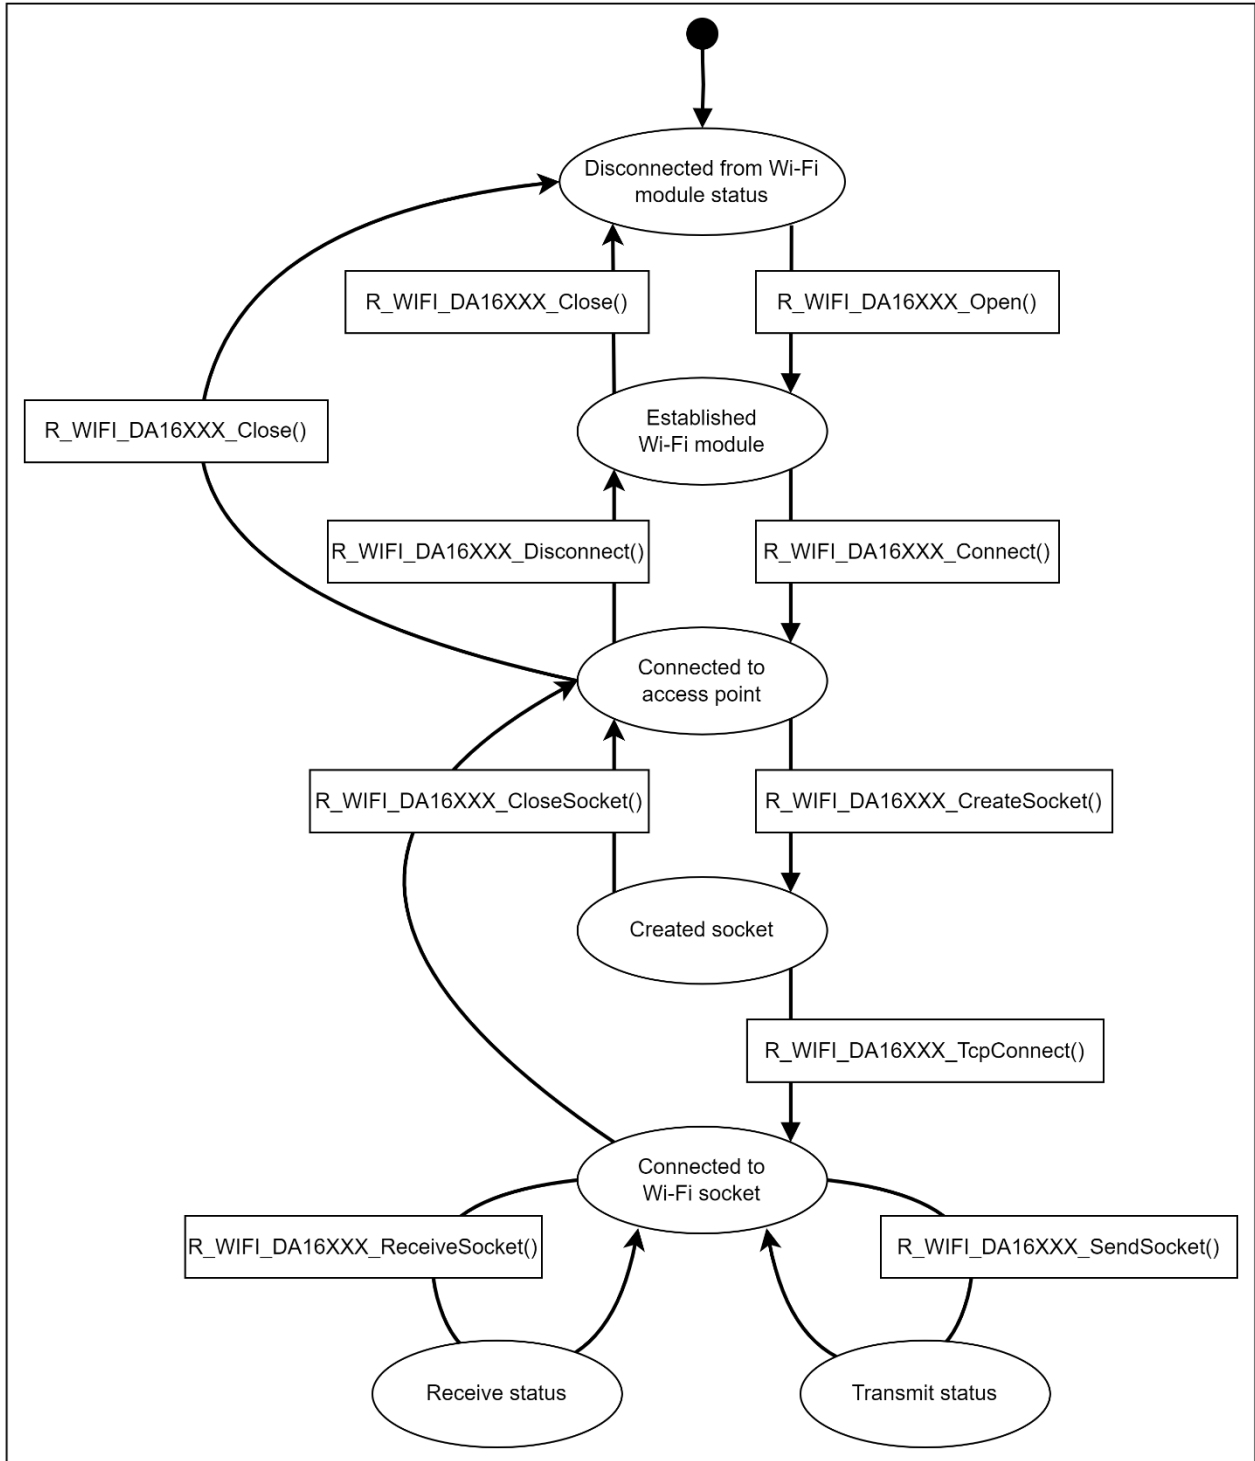 Disconnected from Wi-Fi
module status
R_WIFI_DA16XXX_Close()
R_WIFI_DA16XXX_Open()
R_WIFI_DA16XXX_Close()
Established
Wi-Fi module
R_WIFI_DA16XXX_Disconnect()
R_WIFI_DA16XXX_Connect()
Connected to
access point
R_WIFI_DA16XXX_CloseSocket()
R_WIFI_DA16XXX_CreateSocket()
Created socket
R_WIFI_DA16XXX_TcpConnect()
Connected to
Wi-Fi socket
R_WIFI_DA16XXX_ReceiveSocket()
R_WIFI_DA16XXX_SendSocket()
Receive status
Transmit status